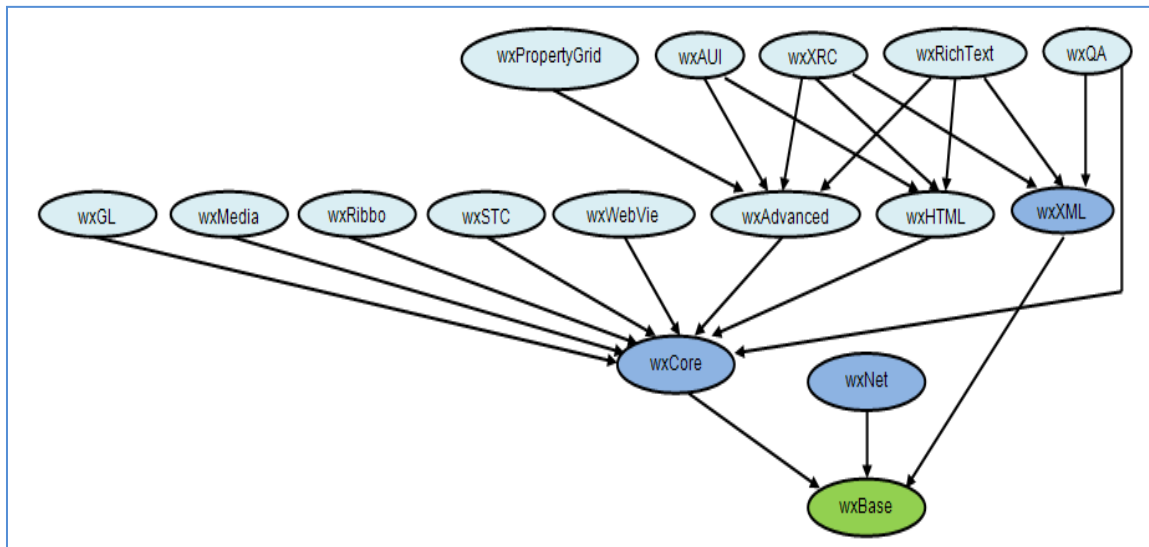 wxPropertyGrid
wxAUI
wxXRC
wxRichText
wxQA
wxGL
wxMedia
wxRibbo
wxSTC
wxWebVie
wxAdvanced
wxHTML
wxXML
wxCore
wxNet
wxBase